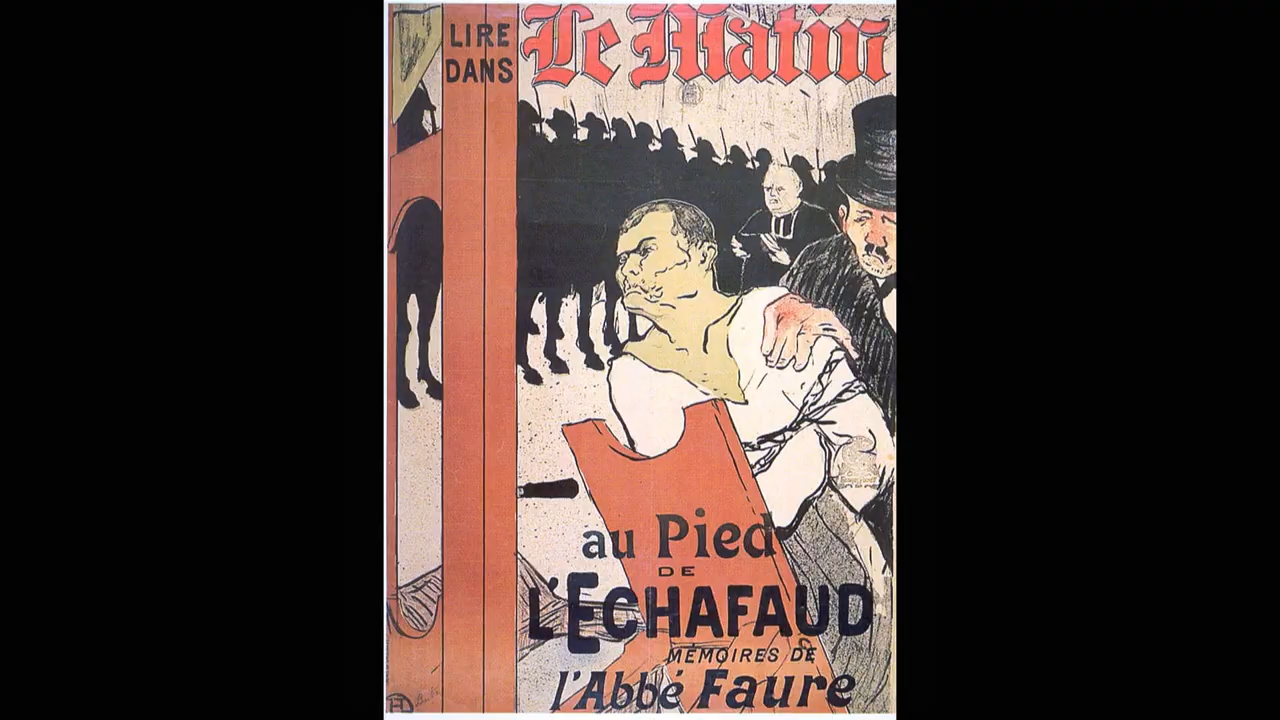 LIRE
DANS
Le Matin
au Pied
DE
L'ECHAFAUD
MÉMOIRES DE
l'Abbé Faure